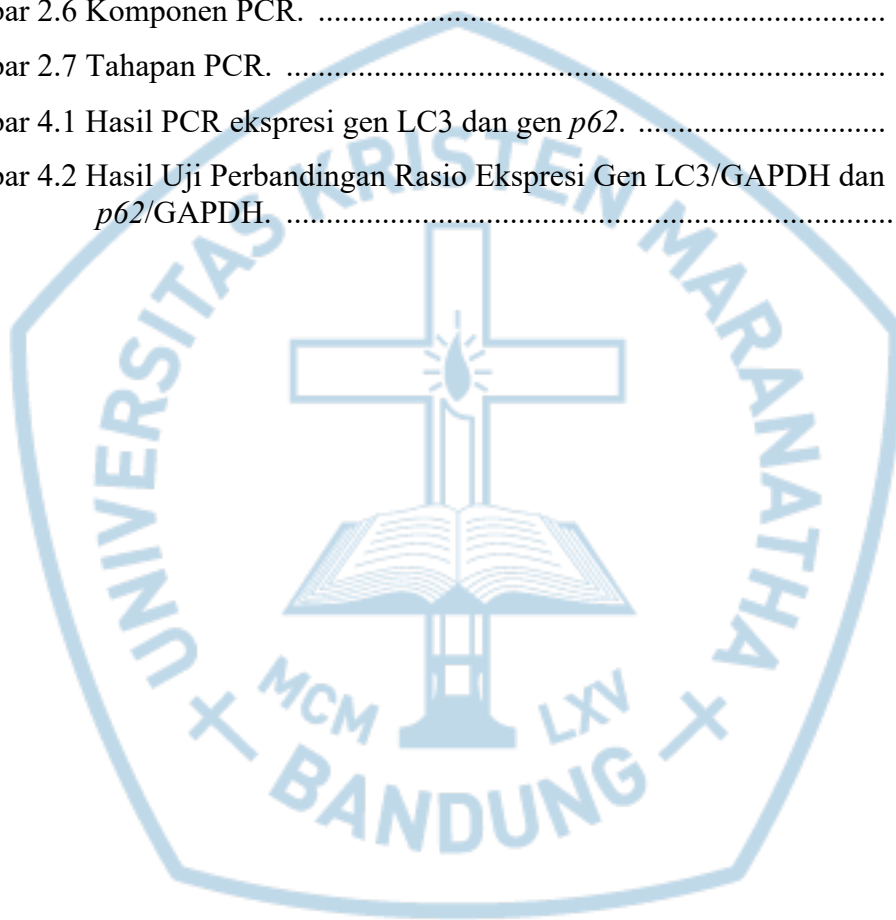 bar 2.6 Komponen PCR. ........................................................................
bar 2.7 Tahapan PCR. ............................................................................
bar 4.1 Hasil PCR ekspresi gen LC3 dan gen p62. ...............................
bar 4.2 Hasil Uji Perbandingan Rasio Ekspresi Gen LC3/GAPDH dan
p62/GAPDH. .............................................................................
UNIVERSITAS KRISTEN MARANATHA
MCM LXV
BANDUNG